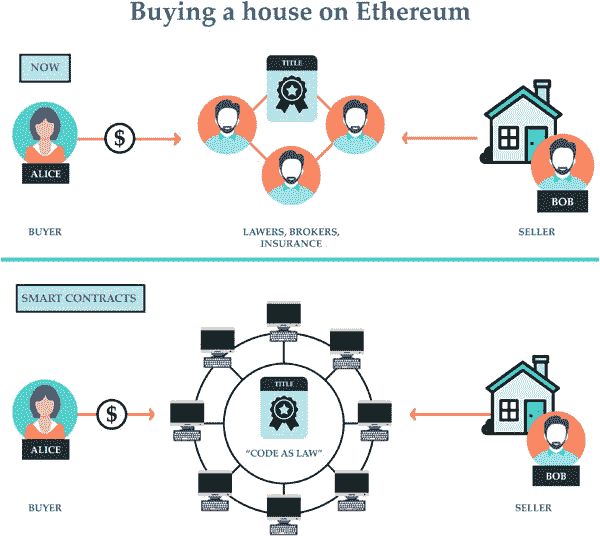 Buying a house on Ethereum
NOW
TITLE
$
ALICE
BOB
BUYER
LAWERS, BROKERS,
INSURANCE
SELLER
SMART CONTRACTS
TITLE
$
ALICE
"CODE AS LAW"
BOB
BUYER
SELLER